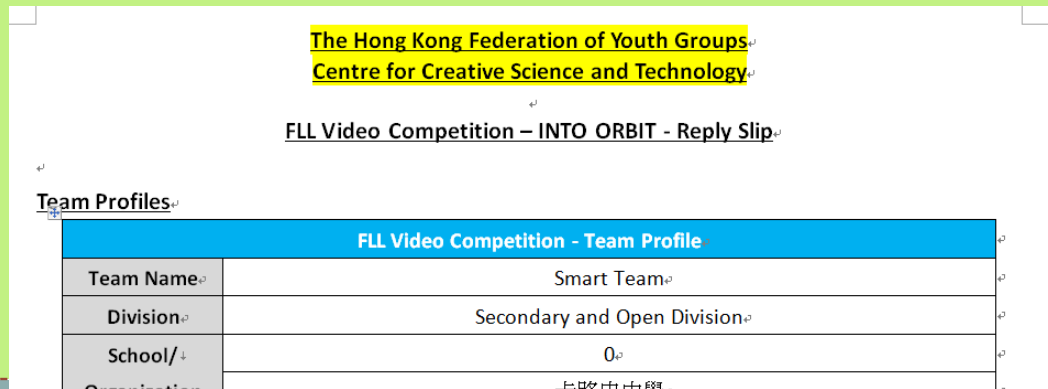 The Hong Kong Federation of Youth Groups
Centre for Creative Science and Technology
FLL Video Competition – INTO ORBIT - Reply Slip
Team Profiles
FLL Video Competition - Team Profile
Team Name Smart Team
Division Secondary and Open Division
School/ 0
Organization